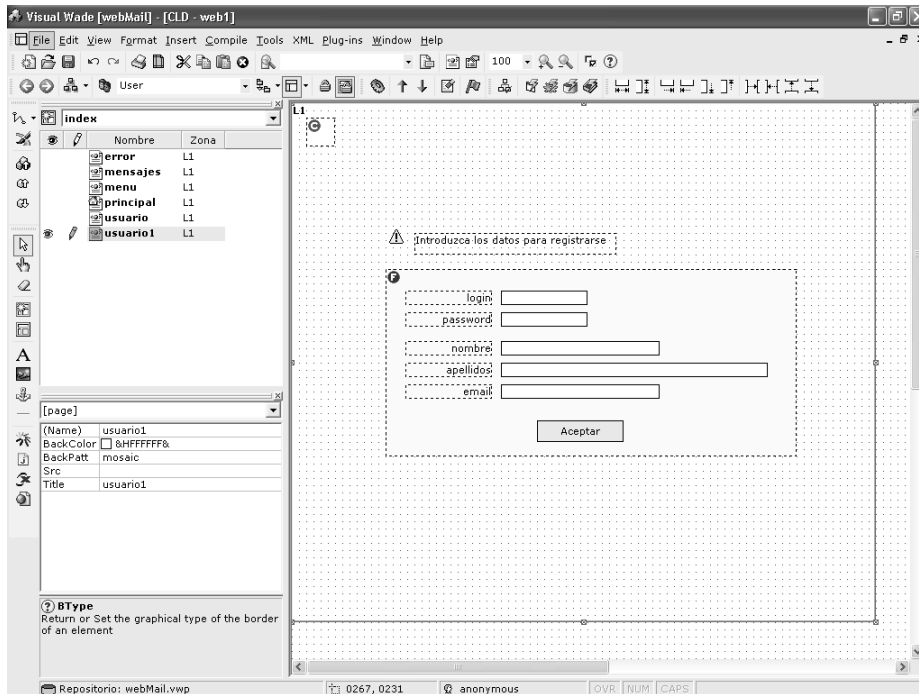 Visual Wade [webMail] - [CLD - web1]
File Edit View Format Insert Compile Tools XML Plug-ins Window Help
100
User
index
Nombre Zona
error L1
mensajes L1
menu L1
principal L1
usuario L1
usuario1 L1
[page]
(Name) usuario1
BackColor &HFFFFFF&
BackPatt mosaic
Src
Title usuario1
BType
Return or Set the graphical type of the border
of an element
L1
C
Introduzca los datos para registrarse
F
login
password
nombre
apellidos
email
Aceptar
Repositorio: webMail.vwp 0267, 0231 anonymous OVR NUM CAPS